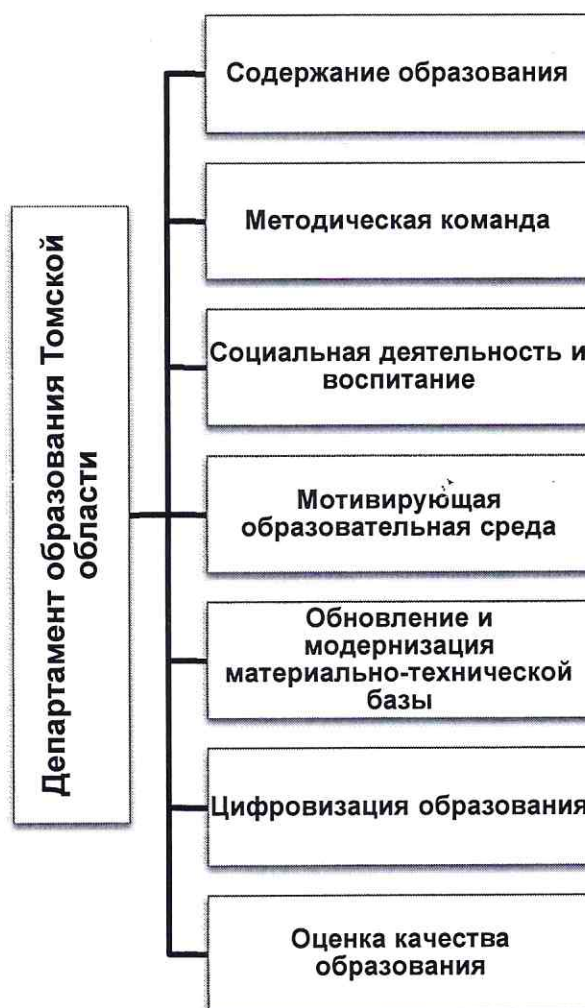 Департамент образования Томской
области
Содержание образования
Методическая команда
Социальная деятельность и
воспитание
Мотивирующая
образовательная среда
Обновление и
модернизация
материально-технической
базы
Цифровизация образования
Оценка качества
образования